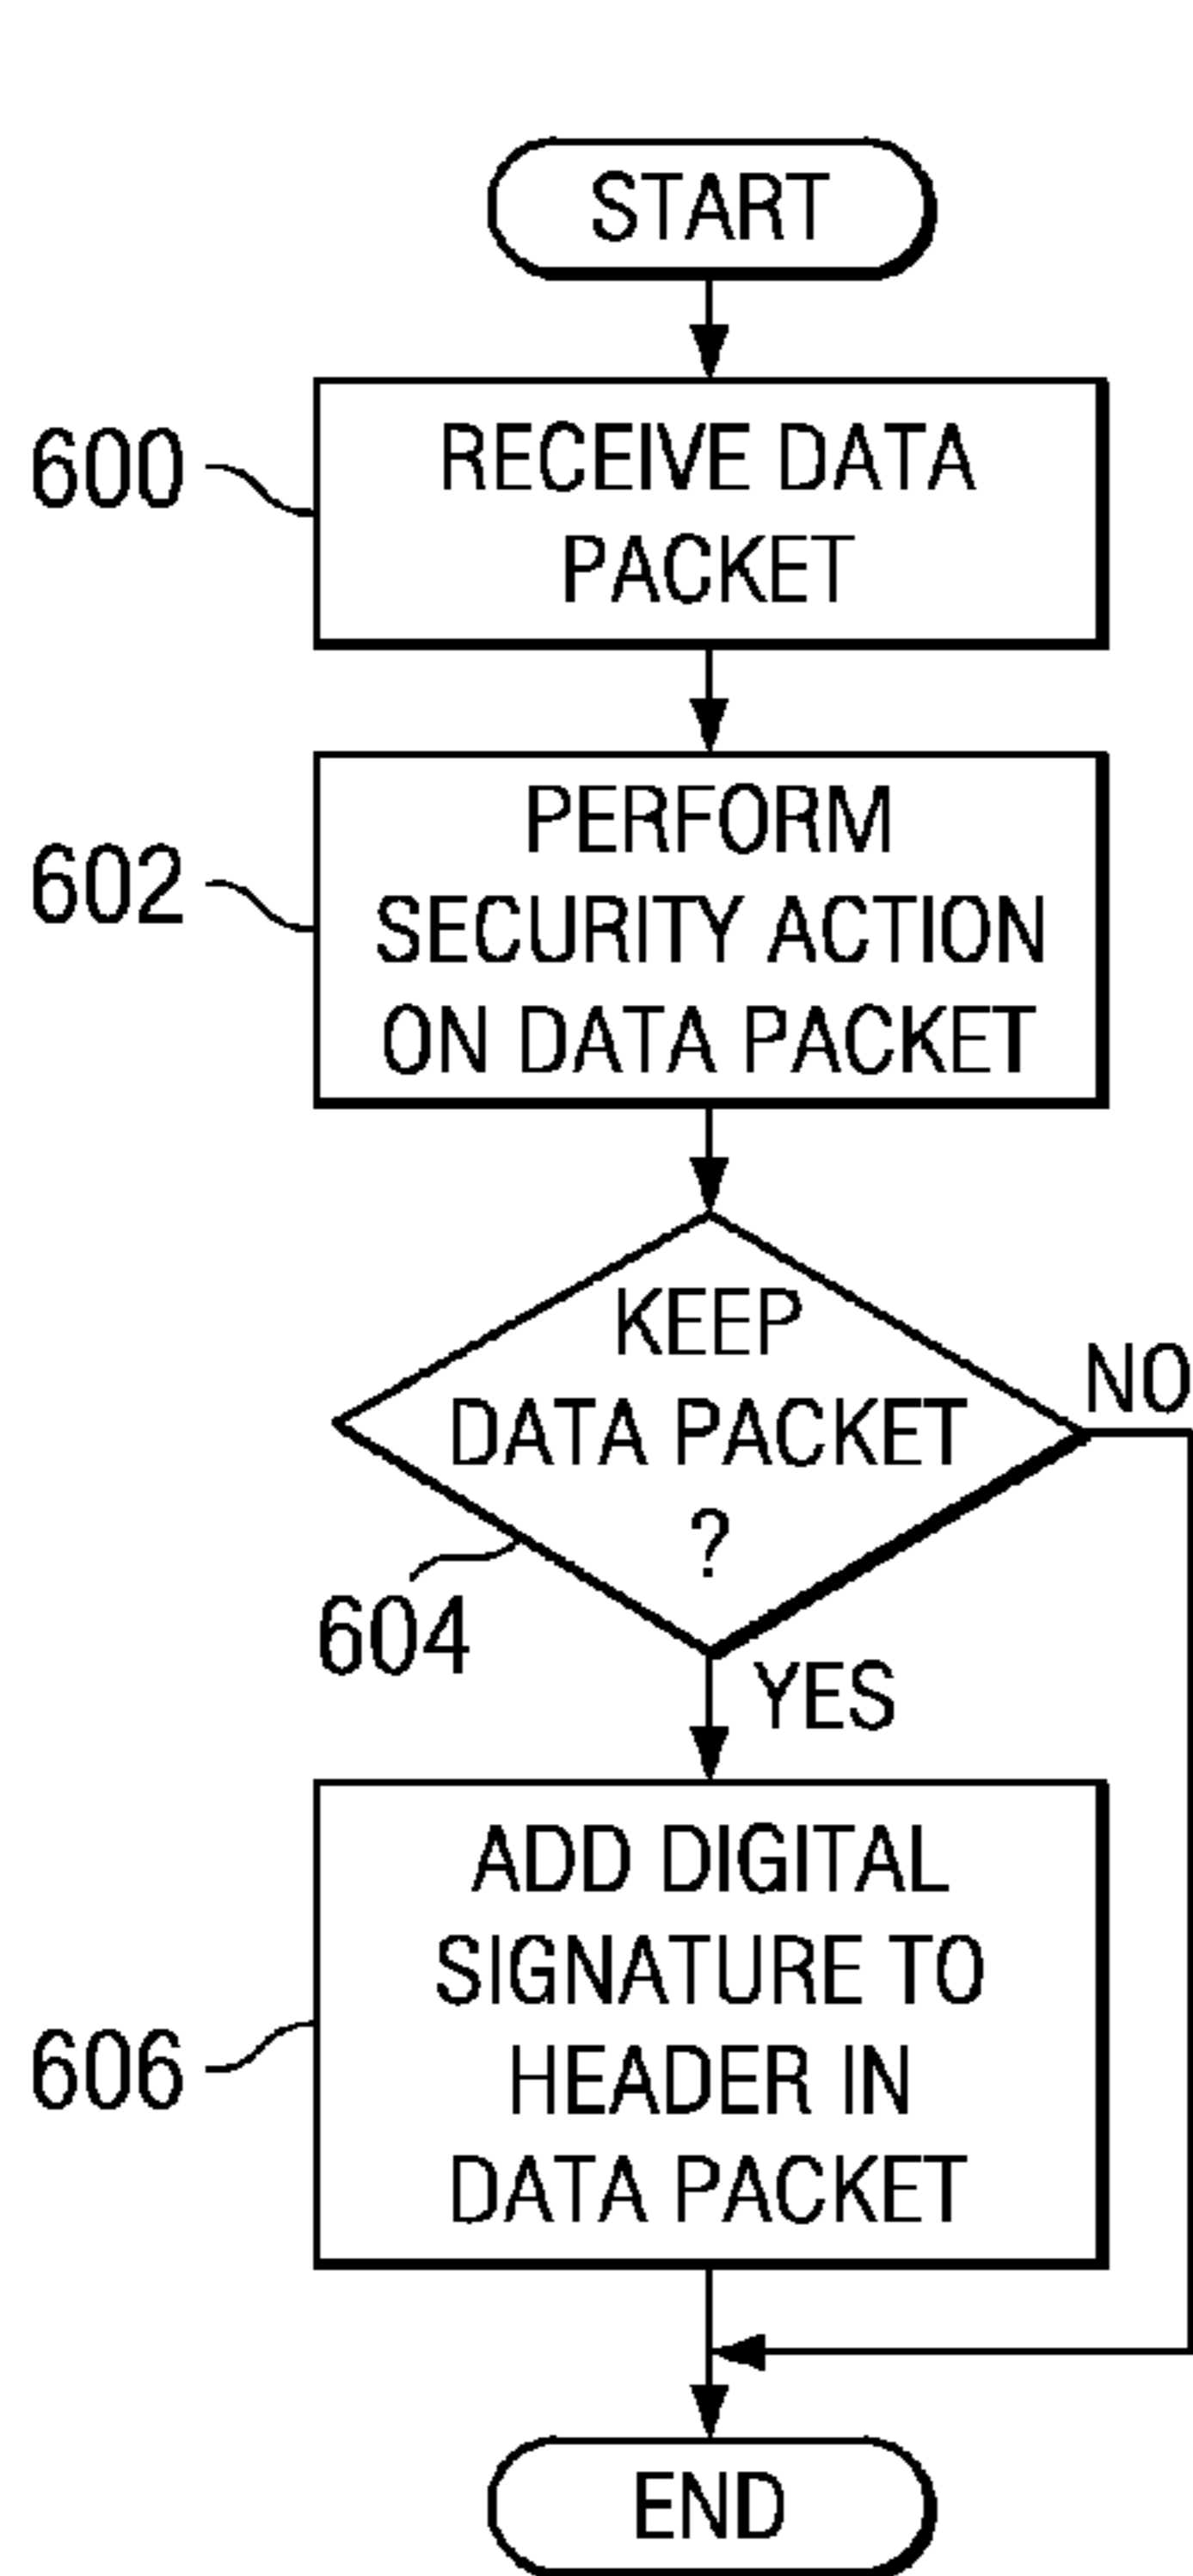 START
600
RECEIVE DATA
PACKET
602
PERFORM
SECURITY ACTION
ON DATA PACKET
KEEP
DATA PACKET
?
NO
604
YES
606
ADD DIGITAL
SIGNATURE TO
HEADER IN
DATA PACKET
END